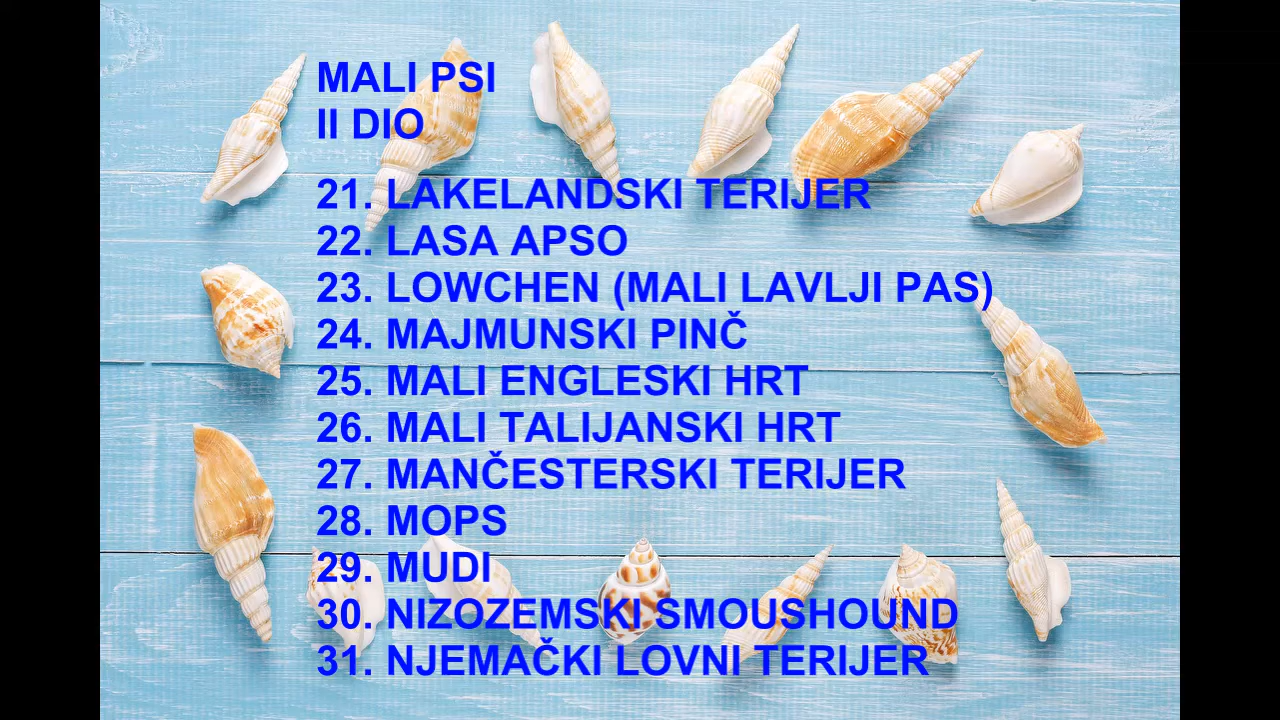 MALI PSI
II DIO
21. LAKELANDSKI TERIJER
22. LASA APSO
23. LOWCHEN (MALI LAVLJI PAS)
24. MAJMUNSKI PINČ
25. MALI ENGLESKI HRT
26. MALI TALIJANSKI HRT
27. MANČESTERSKI TERIJER
28. MOPS
29. MUDI
30. NIZOZEMSKI SMOUSHOUND
31. NJEMAČKI LOVNI TERIJER